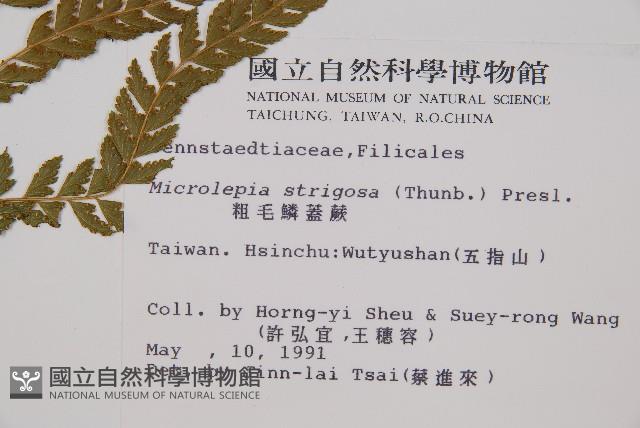 國立自然科學博物館
NATIONAL MUSEUM OF NATURAL SCIENCE
TAICHUNG, TAIWAN, R.O.CHINA
ennstaedtiaceae,Filicales
Microlepia strigosa (Thunb.) Presl.
粗毛鱗蓋蕨
Taiwan. Hsinchu:Wutyushan(五指山)
Coll. by Horng-yi Sheu & Suey-rong Wang
(許弘宜,王穗容)
May , 10, 1991
Det. by Jinn-lai Tsai(蔡進來)
國立自然科學博物館
NATIONAL MUSEUM OF NATURAL SCIENCE